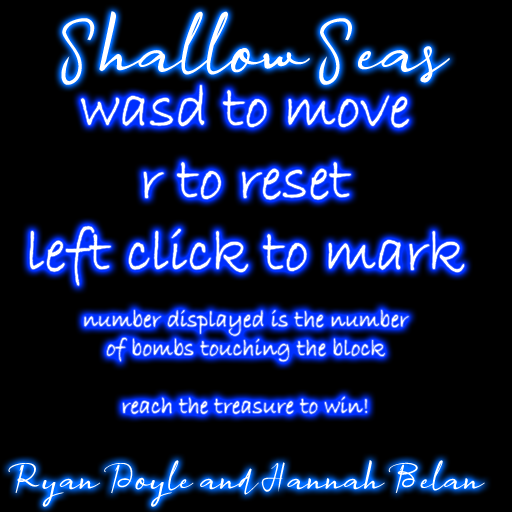 Shallow Seas
wasd to move
r to reset
left click to mark
number displayed is the number
of bombs touching the block
reach the treasure to win!
Ryan Doyle and Hannah Belan